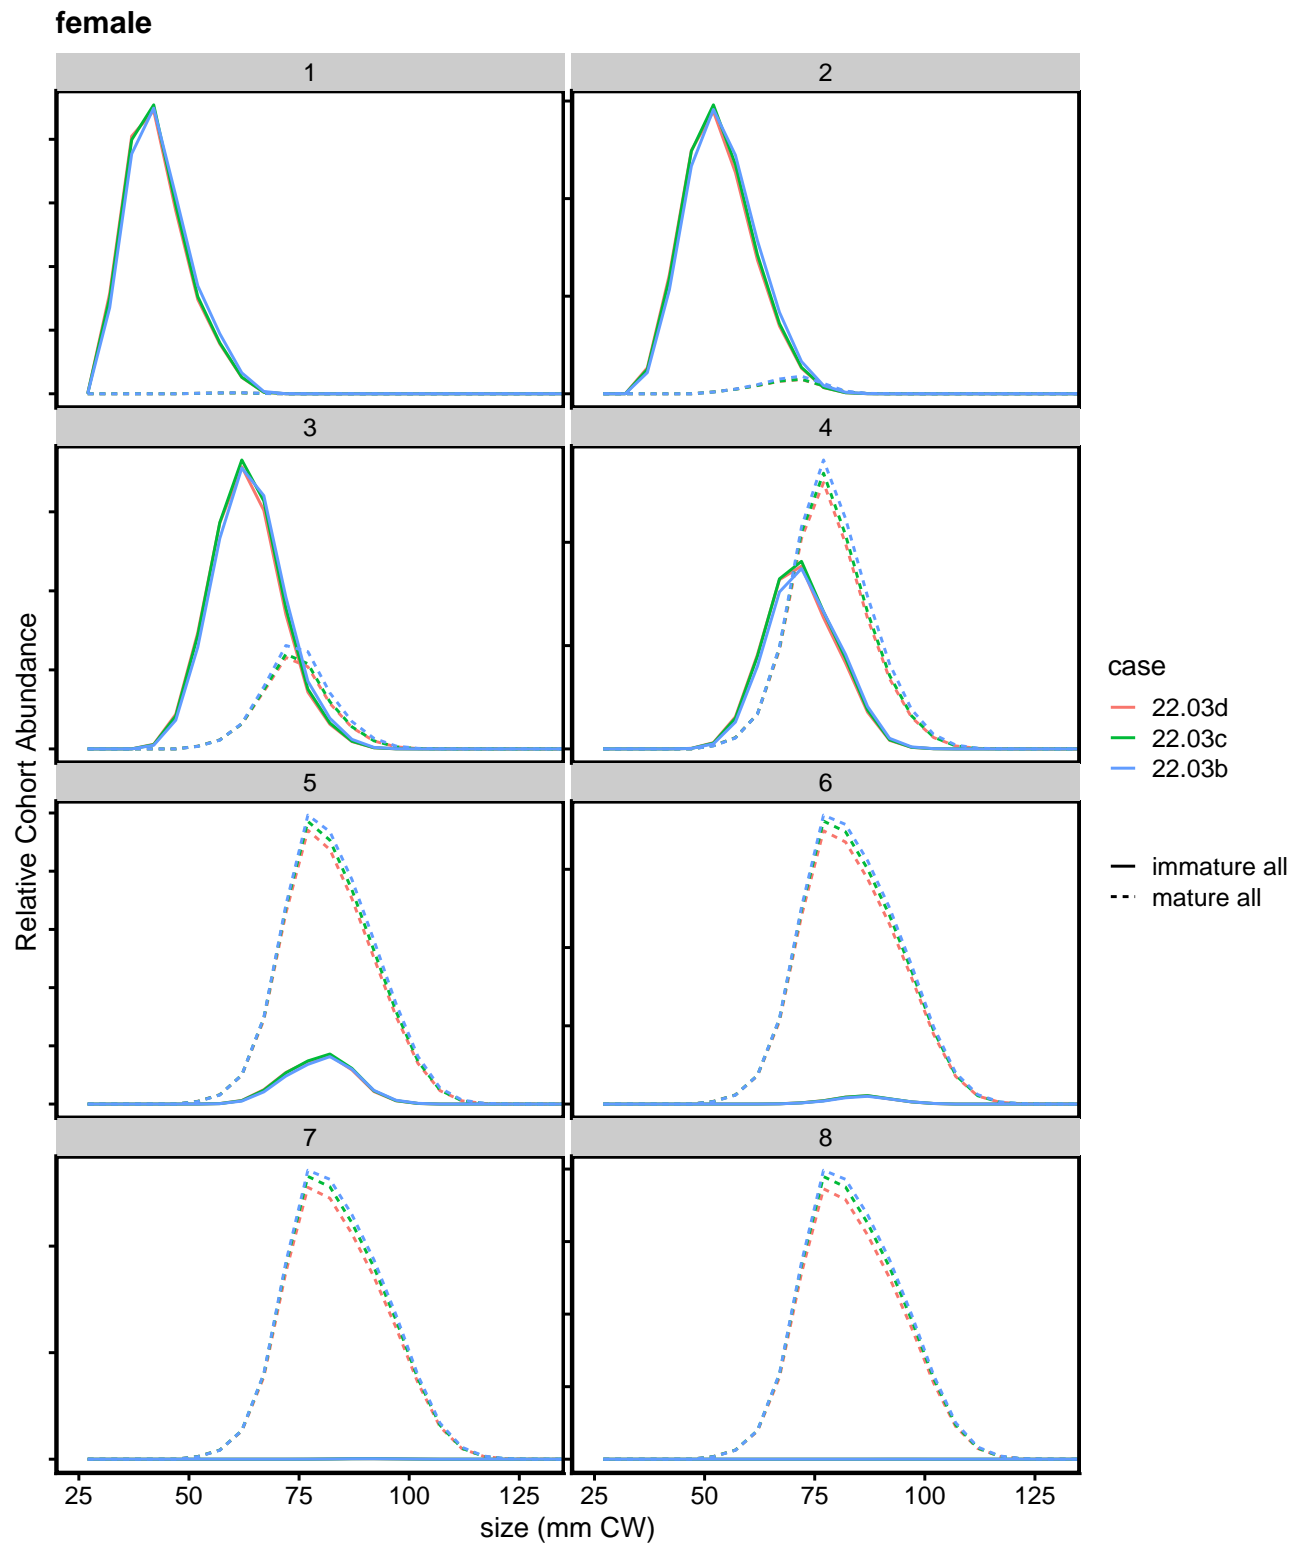 female
1
2
3
4
5
6
7
8
Relative Cohort Abundance
25 50 75 100 125
25 50 75 100 125
size (mm CW)
case
22.03d
22.03c
22.03b
immature all
mature all